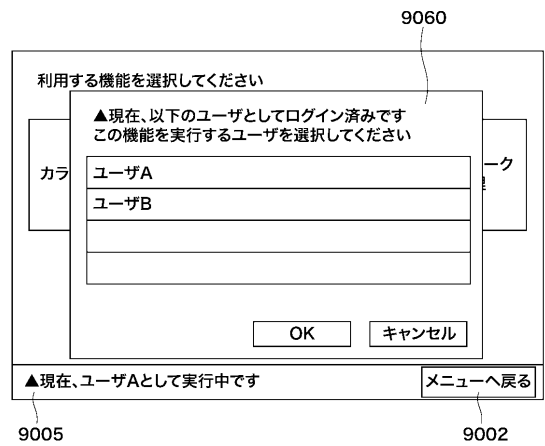 9060
利用する機能を選択してください
▲現在、以下のユーザとしてログイン済みです
この機能を実行するユーザを選択してください
カラ
ーク
ユーザA
ユーザB
OK
キャンセル
▲現在、ユーザAとして実行中です
メニューへ戻る
9005
9002